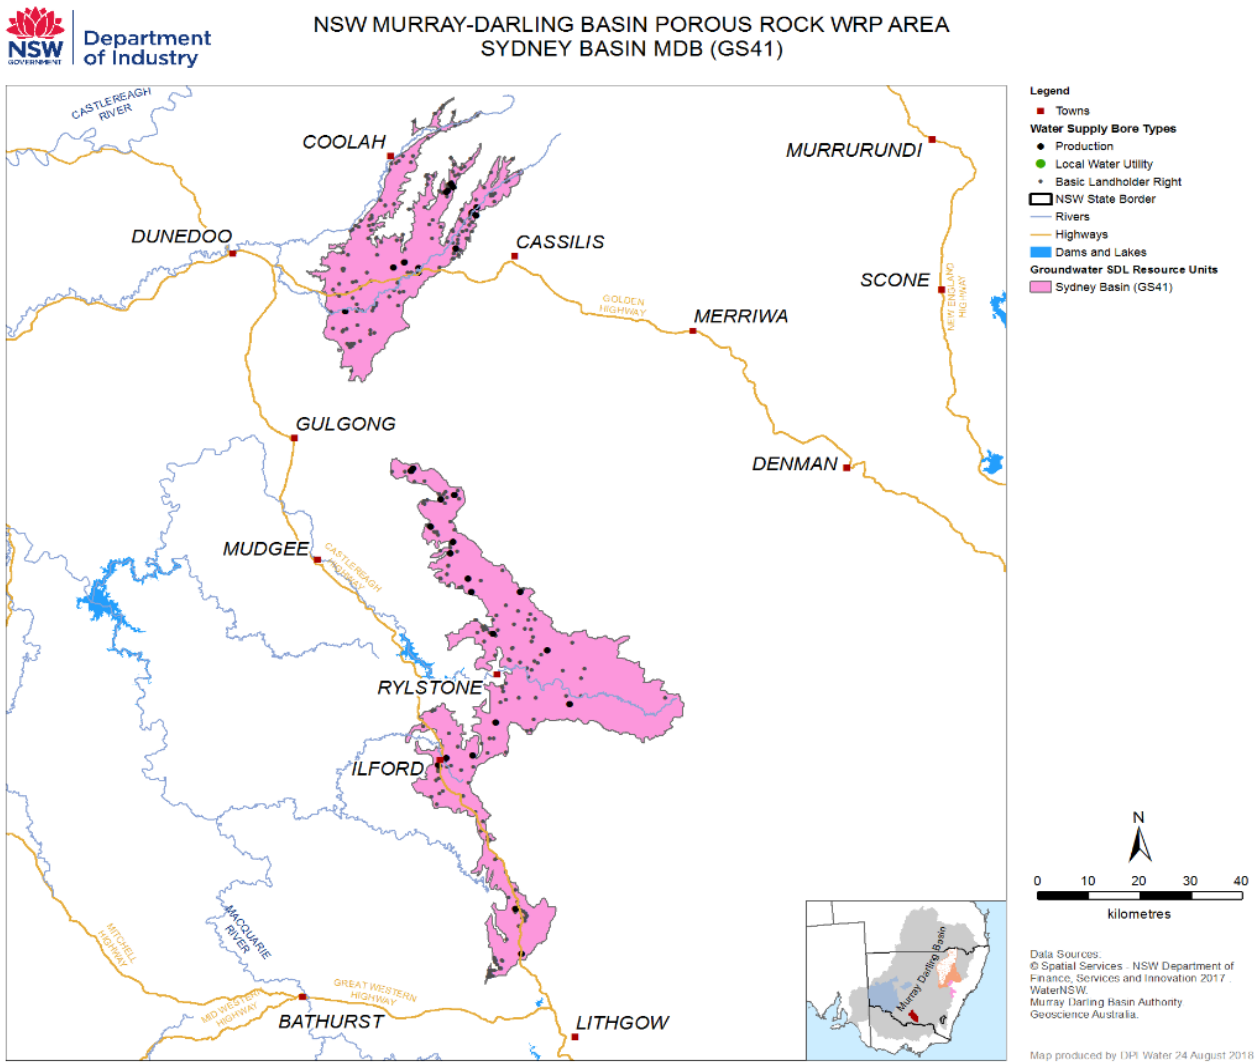 NSW MURRAY-DARLING BASIN POROUS ROCK WRP AREA
SYDNEY BASIN MDB (GS41)
NSW
GOVERNMENT
Department
of Industry
CASTLEREAGH
RIVER
COOLAH
MURRURUNDI
DUNEDOO
CASSILIS
SCONE
NEW ENGLAND
HIGHWAY
GOLDEN
HIGHWAY
MERRIWA
GULGONG
DENMAN
MUDGEE
CASTLEREAGH
HIGHWAY
RYLSTONE
ILFORD
MACQUARIE
RIVER
MITCHELL
HIGHWAY
MID WESTERN
HIGHWAY
GREAT WESTERN
HIGHWAY
BATHURST
LITHGOW
Murray Darling Basin
Legend
Towns
Water Supply Bore Types
Production
Local Water Utility
Basic Landholder Right
NSW State Border
Rivers
Highways
Dams and Lakes
Groundwater SDL Resource Units
Sydney Basin (GS41)
N
0 10 20 30 40
kilometres
Data Sources:
© Spatial Services - NSW Department of
Finance, Services and Innovation 2017 .
WaterNSW.
Murray Darling Basin Authority
Geoscience Australia.
Map produced by DPI Water 24 August 2018